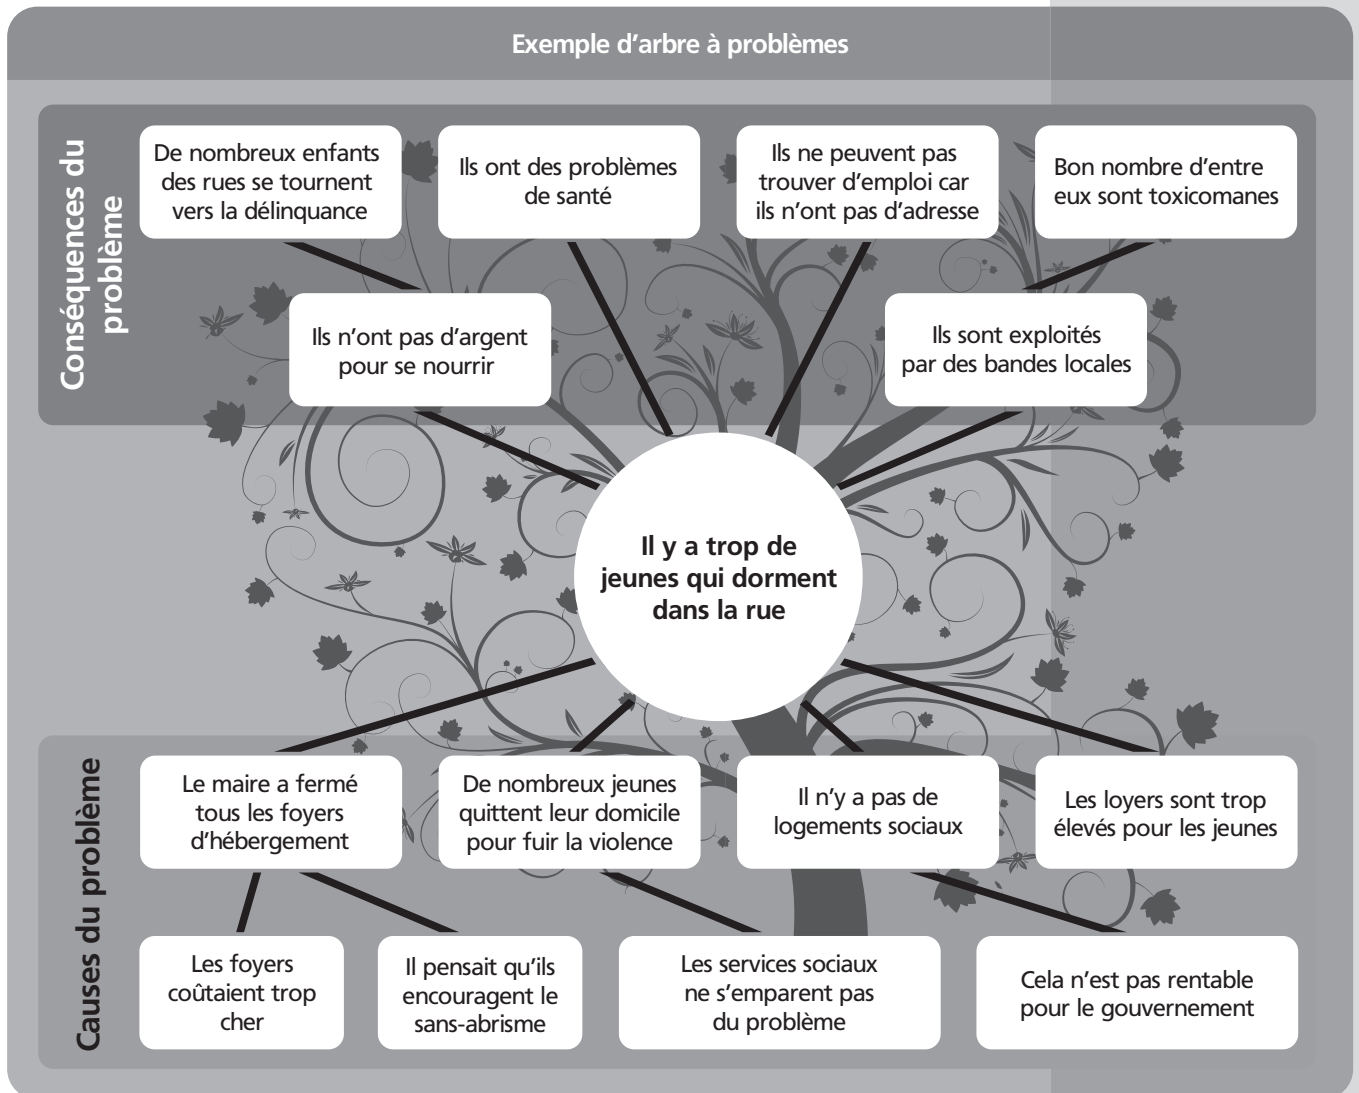 Exemple d’arbre à problèmes
Conséquences du
problème
De nombreux enfants
des rues se tournent
vers la délinquance
Ils ont des problèmes
de santé
Ils ne peuvent pas
trouver d’emploi car
ils n’ont pas d’adresse
Bon nombre d’entre
eux sont toxicomanes
Ils n’ont pas d’argent
pour se nourrir
Ils sont exploités
par des bandes locales
Il y a trop de
jeunes qui dorment
dans la rue
Causes du problème
Le maire a fermé
tous les foyers
d’hébergement
De nombreux jeunes
quittent leur domicile
pour fuir la violence
Il n’y a pas de
logements sociaux
Les loyers sont trop
élevés pour les jeunes
Les foyers
coûtaient trop
cher
Il pensait qu’ils
encouragent le
sans-abrisme
Les services sociaux
ne s’emparent pas
du problème
Cela n’est pas rentable
pour le gouvernement